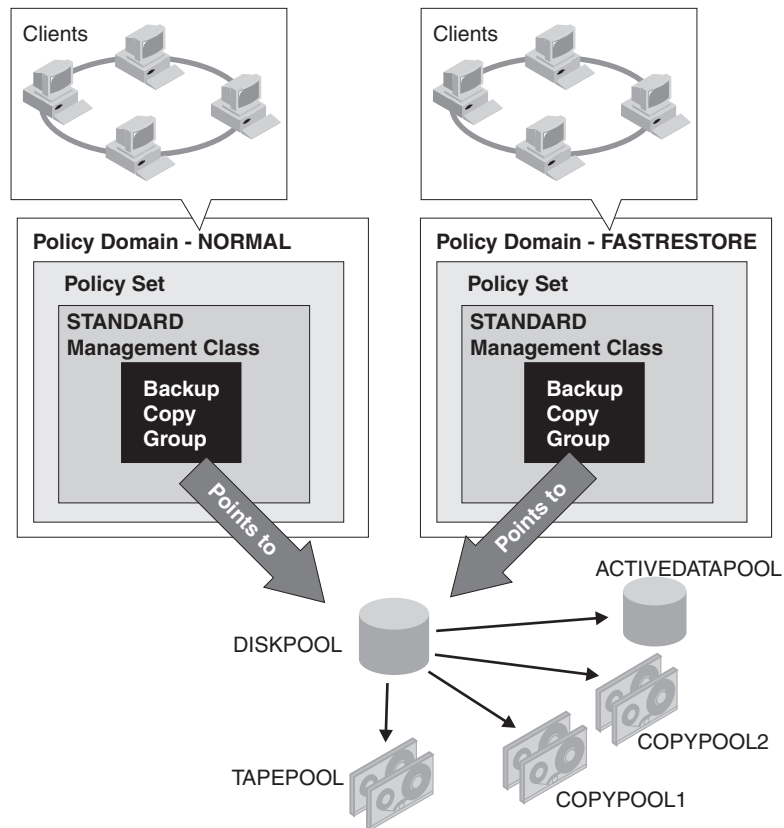 Clients
Policy Domain - NORMAL
Policy Set
STANDARD
Management Class
Backup
Copy
Group
Points to
Clients
Policy Domain - FASTRESTORE
Policy Set
STANDARD
Management Class
Backup
Copy
Group
Points to
ACTIVEDATAPOOL
DISKPOOL
COPYPOOL2
TAPEPOOL
COPYPOOL1